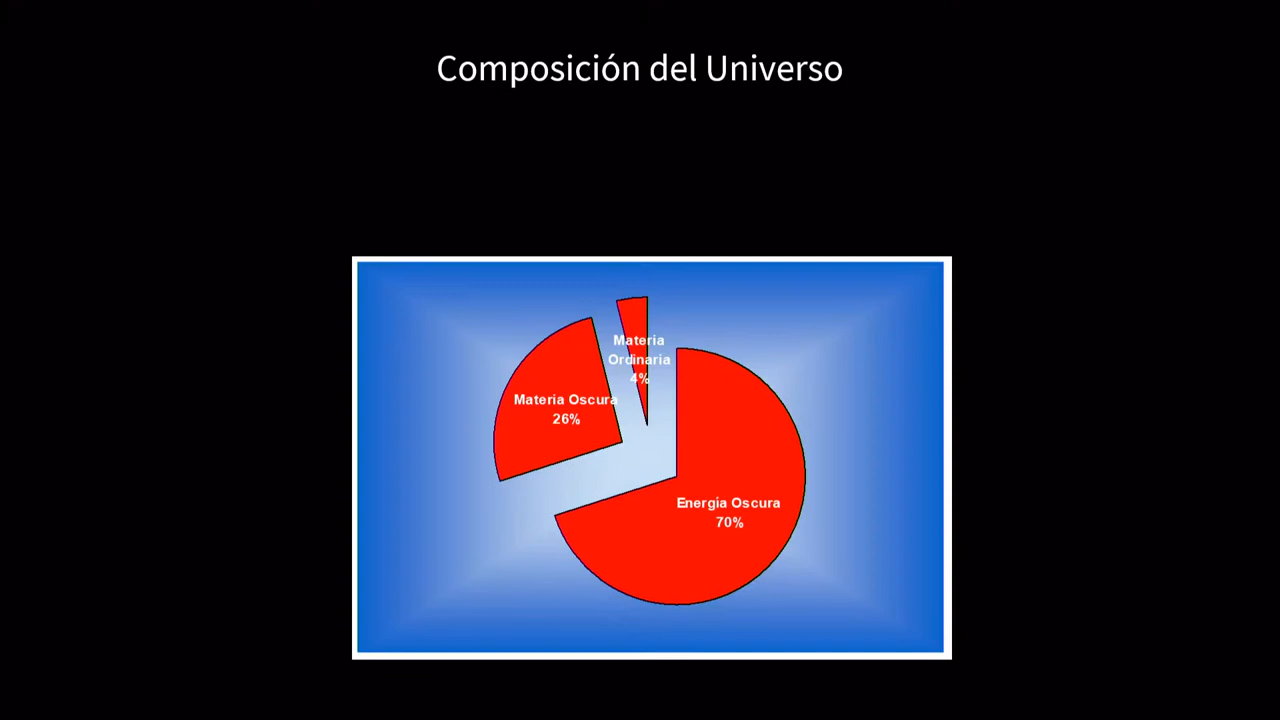 Composición del Universo
Materia
Ordinaria
4%
Materia Oscura
26%
Energía Oscura
70%